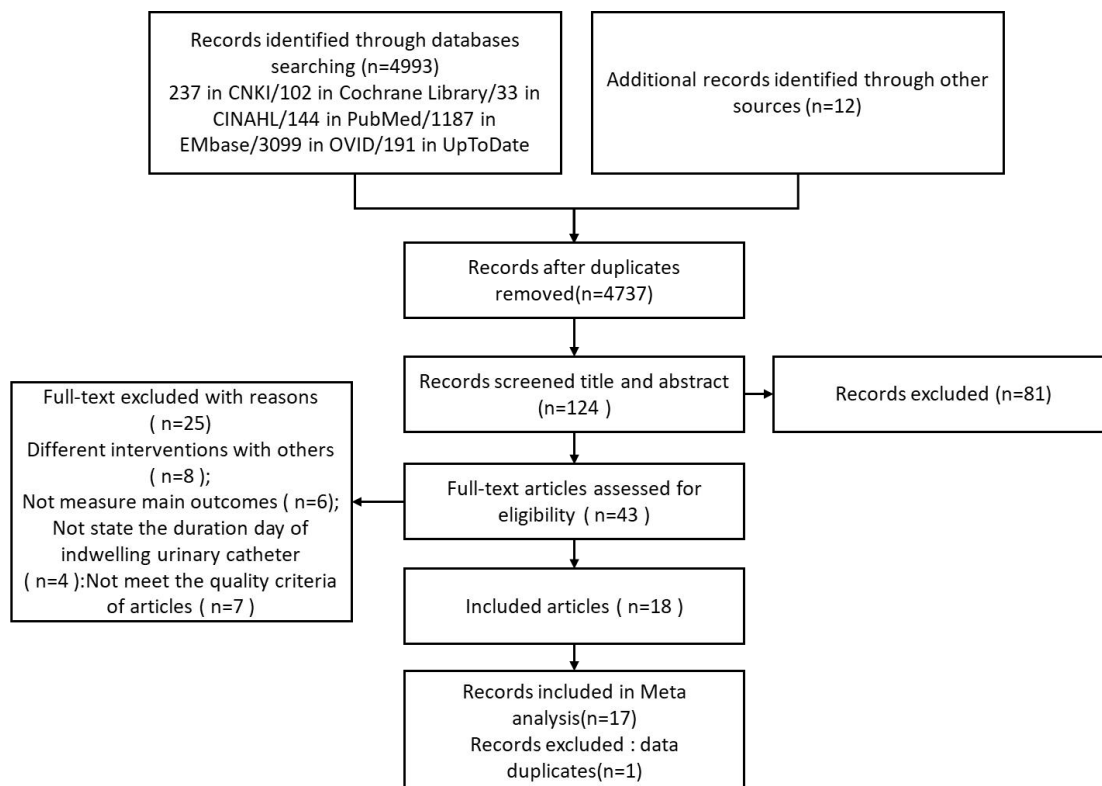 Records identified through databases
searching (n=4993)
237 in CNKI/102 in Cochrane Library/33 in
CINAHL/144 in PubMed/1187 in
EMbase/3099 in OVID/191 in UpToDate
Additional records identified through other
sources (n=12)
Records after duplicates
removed(n=4737)
Records screened title and abstract
(n=124 )
Records excluded (n=81)
Full-text excluded with reasons
( n=25)
Different interventions with others
( n=8 );
Not measure main outcomes ( n=6);
Not state the duration day of
indwelling urinary catheter
( n=4 ):Not meet the quality criteria
of articles ( n=7 )
Full-text articles assessed for
eligibility ( n=43 )
Included articles ( n=18 )
Records included in Meta
analysis(n=17)
Records excluded : data
duplicates(n=1)